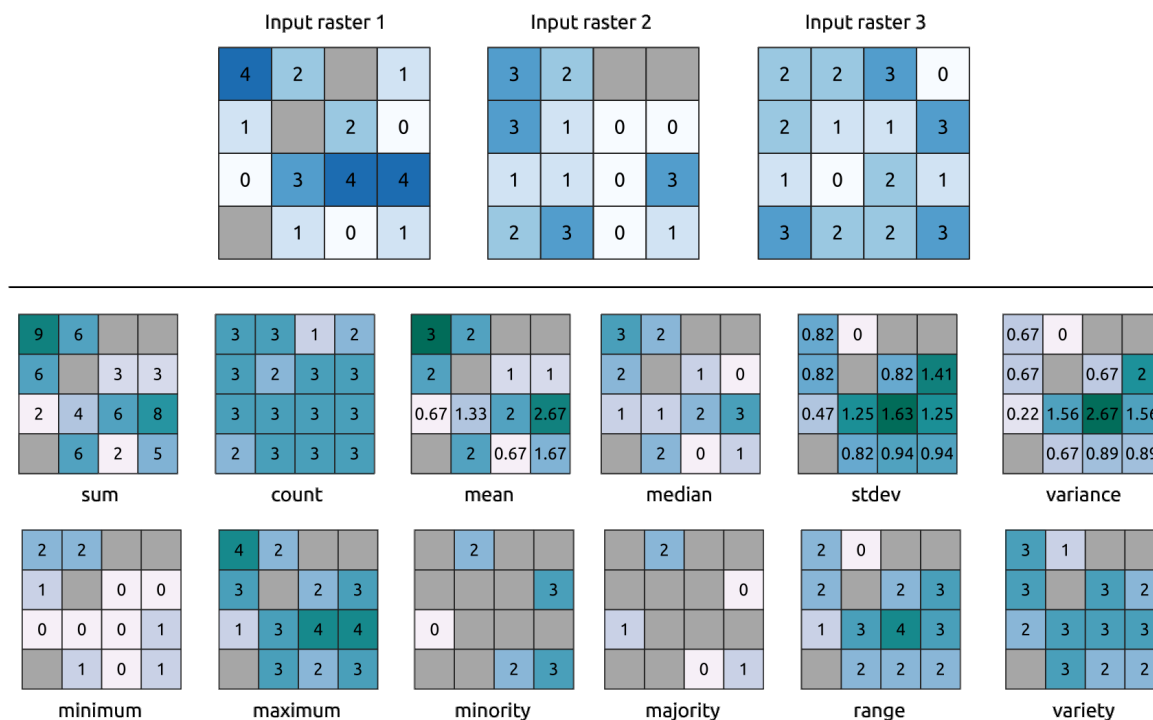 Input raster 1 Input raster 2 Input raster 3
4 2 1 3 2 2 2 3 0
1 2 0 3 1 0 0 2 1 1 3
0 3 4 4 1 1 0 3 1 0 2 1
1 0 1 2 3 0 1 3 2 2 3
9 6 3 3 1 2 3 2 3 2 0.82 0 0.67 0
6 3 3 3 2 3 3 2 1 1 2 1 0 0.82 0.82 1.41 0.67 0.67 2
2 4 6 8 3 3 3 3 0.67 1.33 2 2.67 1 1 2 3 0.47 1.25 1.63 1.25 0.22 1.56 2.67 1.56
6 2 5 2 3 3 3 2 0.67 1.67 2 0 1 0.82 0.94 0.94 0.67 0.89 0.89
sum count mean median stdev variance
2 2 4 2 2 2 2 0 3 1
1 0 0 3 2 3 3 0 2 2 3 3 3 2
0 0 0 1 1 3 4 4 0 1 1 3 4 3 2 3 3 3
1 0 1 3 2 3 2 3 0 1 2 2 2 3 2 2
minimum maximum minority majority range variety